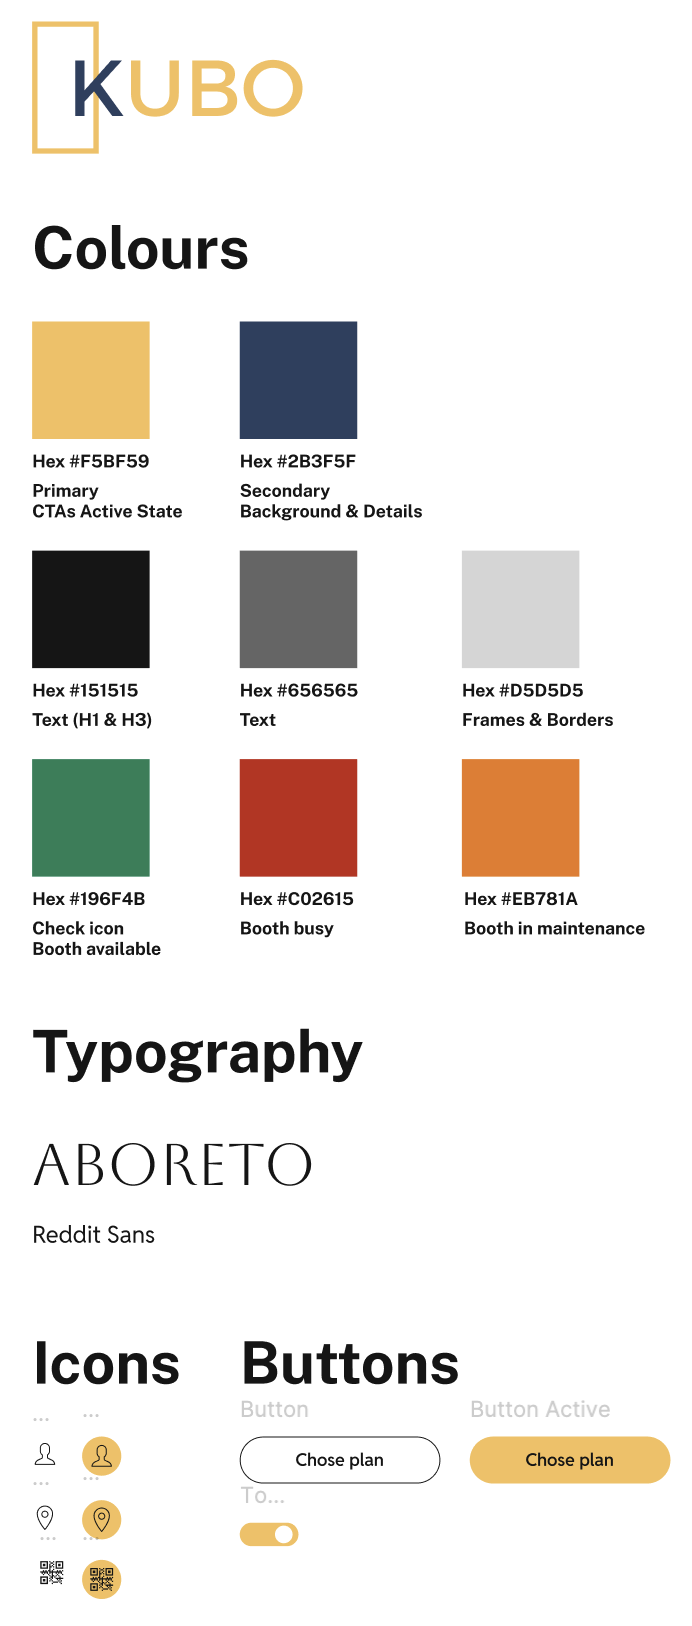 KUBO
Colours
Hex #F5BF59
Primary
CTAs Active State
Hex #2B3F5F
Secondary
Background & Details
Hex #151515
Text (H1 & H3)
Hex #656565
Text
Hex #D5D5D5
Frames & Borders
Hex #196F4B
Check icon
Booth available
Hex #C02615
Booth busy
Hex #EB781A
Booth in maintenance
Typography
ABORETO
Reddit Sans
Icons
...
...
...
...
...
...
Buttons
Button
Chose plan
Button Active
Chose plan
To...